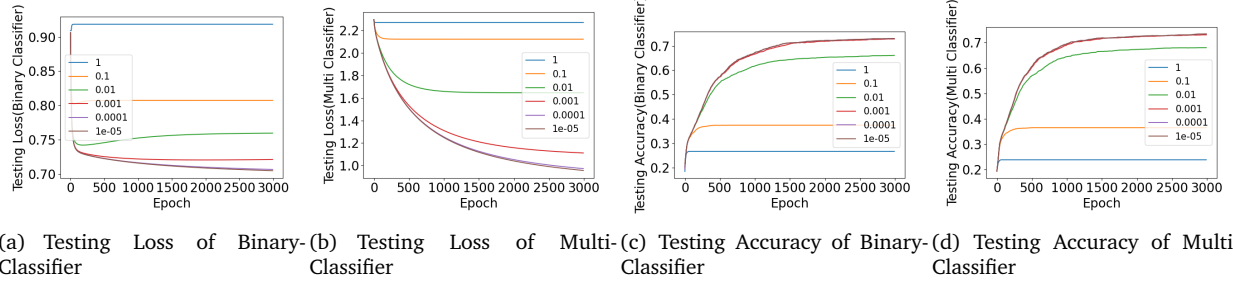 Testing Loss(Binary Classifier)
0.90
0.85
0.80
0.75
0.70
1
0.1
0.01
0.001
0.0001
1e-05
0 500 1000 1500 2000 2500 3000
Epoch
Testing Loss(Multi Classifier)
2.2
2.0
1.8
1.6
1.4
1.2
1.0
1
0.1
0.01
0.001
0.0001
1e-05
0 500 1000 1500 2000 2500 3000
Epoch
Testing Accuracy(Binary Classifier)
0.7
0.6
0.5
0.4
0.3
0.2
1
0.1
0.01
0.001
0.0001
1e-05
0 500 1000 1500 2000 2500 3000
Epoch
Testing Accuracy(Multi Classifier)
0.7
0.6
0.5
0.4
0.3
0.2
1
0.1
0.01
0.001
0.0001
1e-05
0 500 1000 1500 2000 2500 3000
Epoch
(a) Testing Loss of Binary-
Classifier
(b) Testing Loss of Multi-
Classifier
(c) Testing Accuracy of Binary-
Classifier
(d) Testing Accuracy of Multi
Classifier